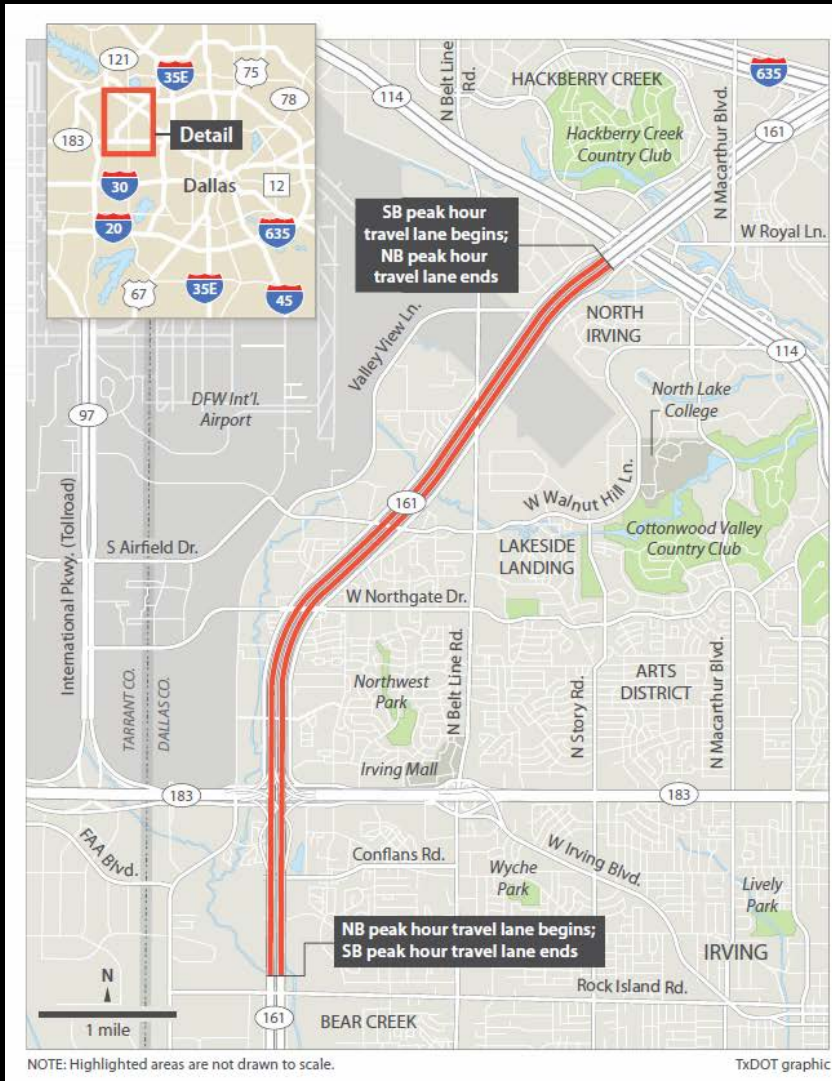 121
35E
75
78
183
Detail
30
Dallas
12
20
635
67
35E
45
635
114
161
N Belt Line
Rd.
HACKBERRY CREEK
Hackberry Creek
Country Club
N Macarthur Blvd.
SB peak hour
travel lane begins;
NB peak hour
travel lane ends
W Royal Ln.
NORTH
IRVING
114
Valley View Ln.
97
DFW Int'l.
Airport
North Lake
College
161
W Walnut Hill Ln.
S Airfield Dr.
LAKESIDE
LANDING
Cottonwood Valley
Country Club
International Pkwy. (Tollroad)
W Northgate Dr.
TARRANT CO.
DALLAS CO.
Northwest
Park
N Belt Line Rd.
N Story Rd.
ARTS
DISTRICT
N Macarthur Blvd.
Irving Mall
183
183
FAA Blvd.
Conflans Rd.
W Irving Blvd.
Wyche
Park
Lively
Park
NB peak hour travel lane begins;
SB peak hour travel lane ends
IRVING
N
Rock Island Rd.
1 mile
161
BEAR CREEK
NOTE: Highlighted areas are not drawn to scale.
TxDOT graphic